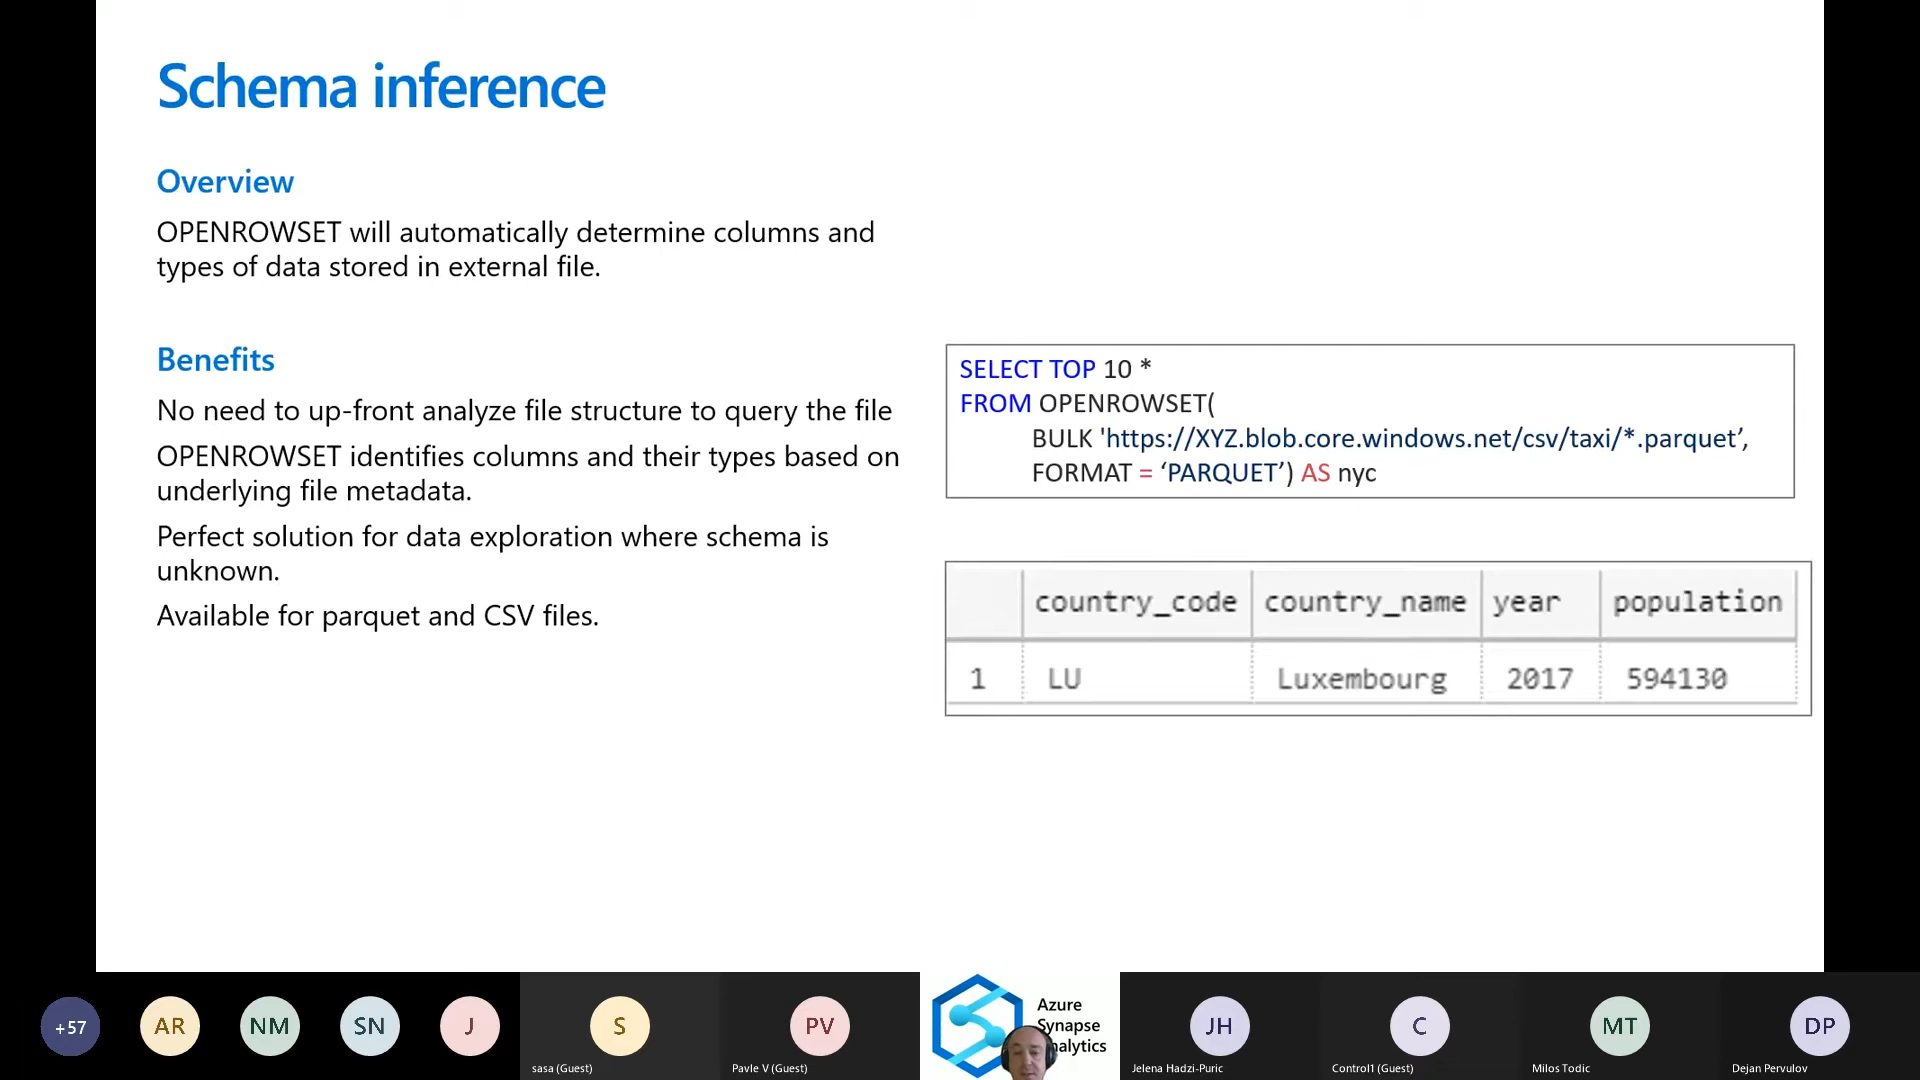 Schema inference
Overview
OPENROWSET will automatically determine columns and
types of data stored in external file.
Benefits
No need to up-front analyze file structure to query the file
OPENROWSET identifies columns and their types based on
underlying file metadata.
Perfect solution for data exploration where schema is
unknown.
Available for parquet and CSV files.
SELECT TOP 10 *
FROM OPENROWSET(
BULK 'https://XYZ.blob.core.windows.net/csv/taxi/*.parquet’,
FORMAT = ‘PARQUET’) AS nyc
country_code country_name year population
1 LU Luxembourg 2017 594130
+57 AR NM SN J S PV JH C MT DP
Azure
Synapse
nalytics
sasa (Guest) Pavle V (Guest) Jelena Hadzi-Puric Control1 (Guest) Milos Todic Dejan Pervulov